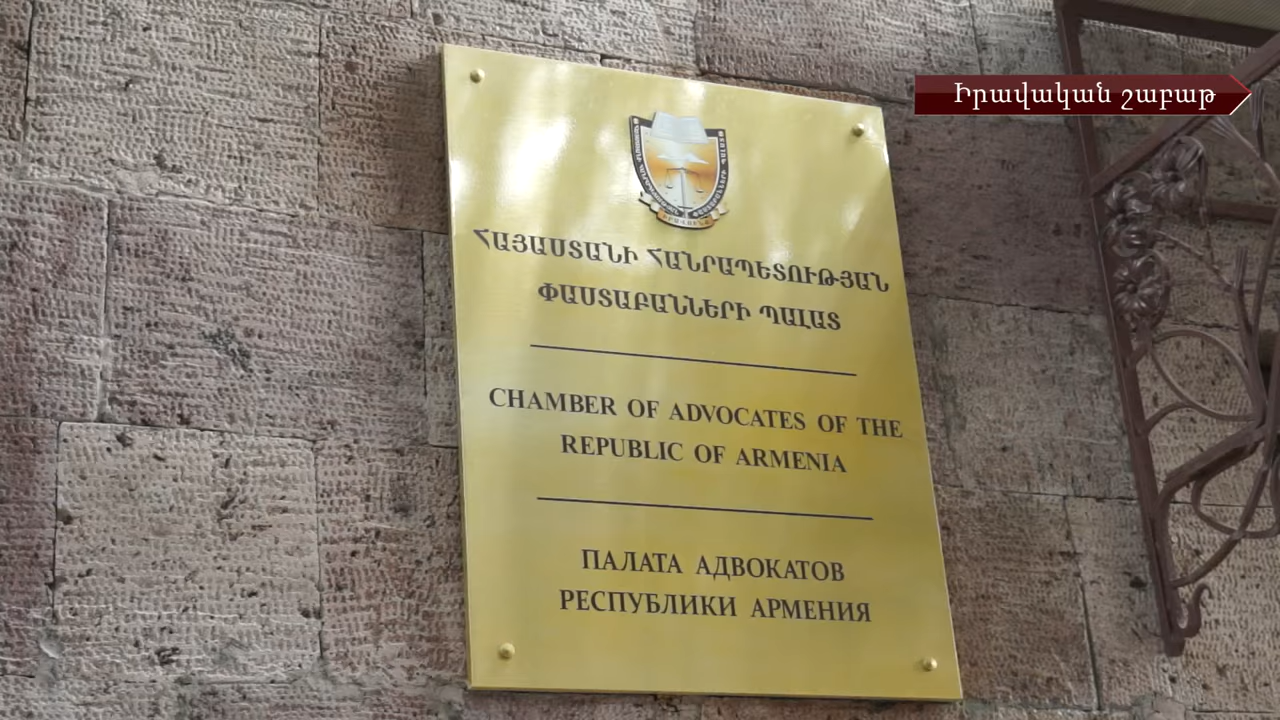 Իրավական շաբաթ
ՀԱՅԱՍՏԱՆԻ ՀԱՆՐԱՊԵՏՈՒԹՅԱՆ
ՓԱՍՏԱԲԱՆՆԵՐԻ ՊԱԼԱՏ
CHAMBER OF ADVOCATES OF THE
REPUBLIC OF ARMENIA
ПАЛАТА АДВОКАТОВ
РЕСПУБЛИКИ АРМЕНИЯ